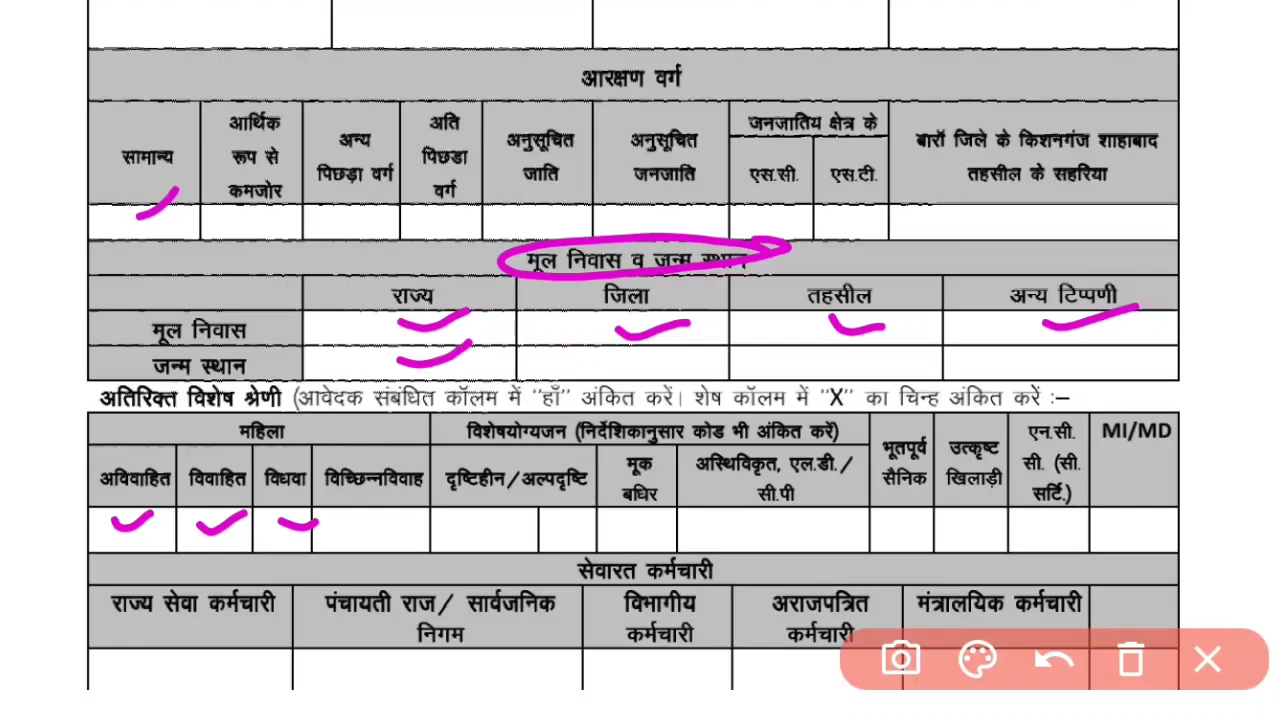 आरक्षण वर्ग
सामान्य आर्थिक रूप से कमजोर अन्य पिछड़ा वर्ग अति पिछडा वर्ग अनुसूचित जाति अनुसूचित जनजाति जनजातिय क्षेत्र के एस.सी. एस.टी. बारॉ जिले के किशनगंज शाहाबाद तहसील के सहरिया
मूल निवास व जन्म स्थान
राज्य जिला तहसील अन्य टिप्पणी
मूल निवास
जन्म स्थान
अतिरिक्त विशेष श्रेणी (आवेदक संबंधित कॉलम में ''हाँ'' अंकित करें। शेष कॉलम में ''X'' का चिन्ह अंकित करें :–
महिला विशेषयोग्यजन (निर्देशिकानुसार कोड भी अंकित करें) भूतपूर्व सैनिक उत्कृष्ट खिलाड़ी एन.सी.सी. (सी. सर्टि.) MI/MD
अविवाहित विवाहित विधवा विच्छिन्नविवाह दृष्टिहीन/अल्पदृष्टि मूक बधिर अस्थिविकृत, एल.डी./सी.पी
सेवारत कर्मचारी
राज्य सेवा कर्मचारी पंचायती राज/ सार्वजनिक निगम विभागीय कर्मचारी अराजपत्रित कर्मचारी मंत्रालयिक कर्मचारी